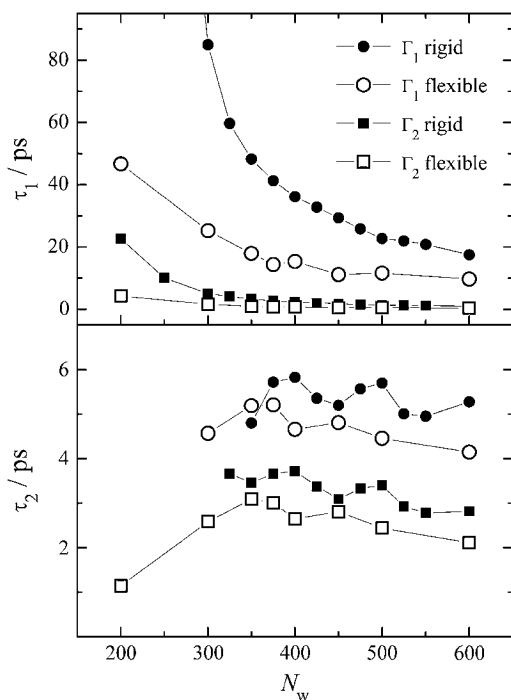 80
60
40
20
0
τ₁ / ps
Γ₁ rigid
Γ₁ flexible
Γ₂ rigid
Γ₂ flexible
6
4
2
τ₂ / ps
200 300 400 500 600
N_w